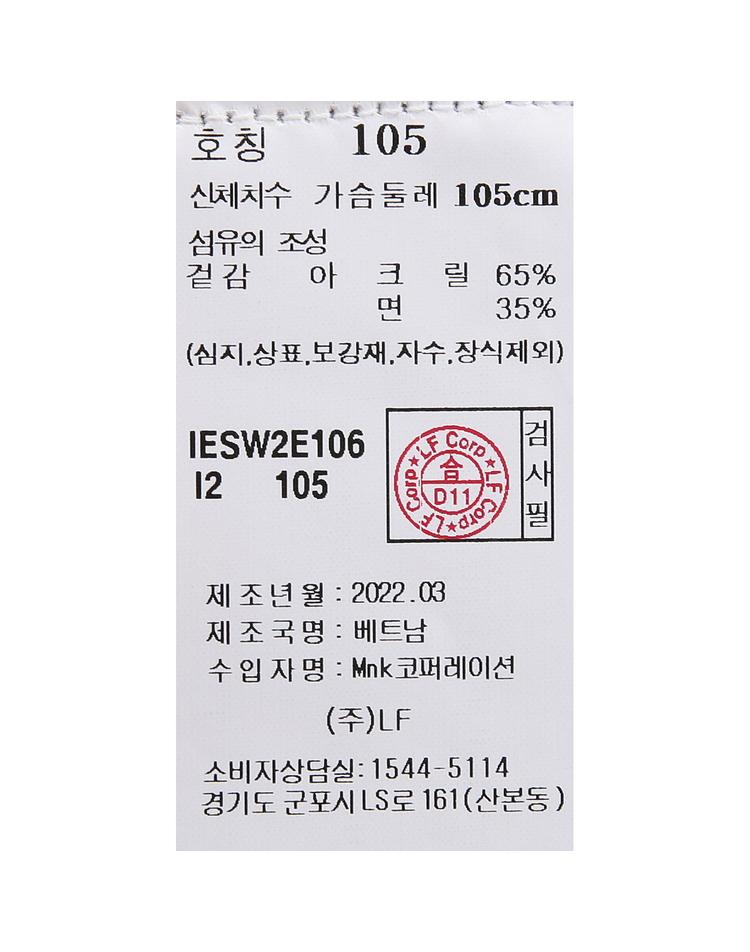 호칭 105
신체치수 가슴둘레 105cm
섬유의 조성
겉감 아 크 릴 65%
면 35%
(심지,상표,보강재,자수,장식제외)
IESW2E106
I2 105
LF Corp★LF Corp★LF Corp★
合
D11
검사필
제조년월 : 2022.03
제조국명 : 베트남
수입자명 : Mnk코퍼레이션
(주)LF
소비자상담실:1544-5114
경기도 군포시 LS로 161(산본동)